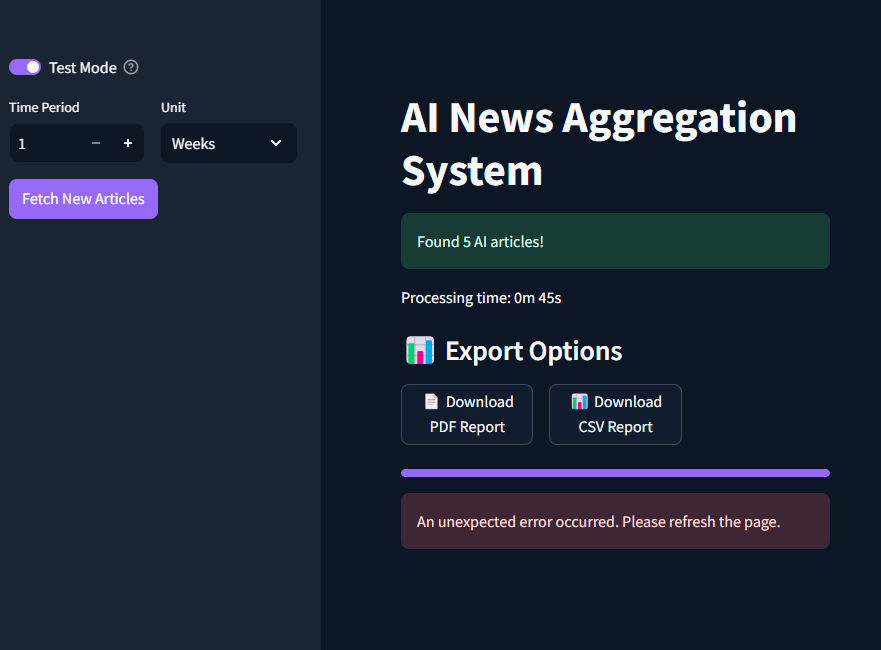 Test Mode
Time Period
Unit
1
Weeks
Fetch New Articles
AI News Aggregation
System
Found 5 AI articles!
Processing time: 0m 45s
Export Options
Download
PDF Report
Download
CSV Report
An unexpected error occurred. Please refresh the page.